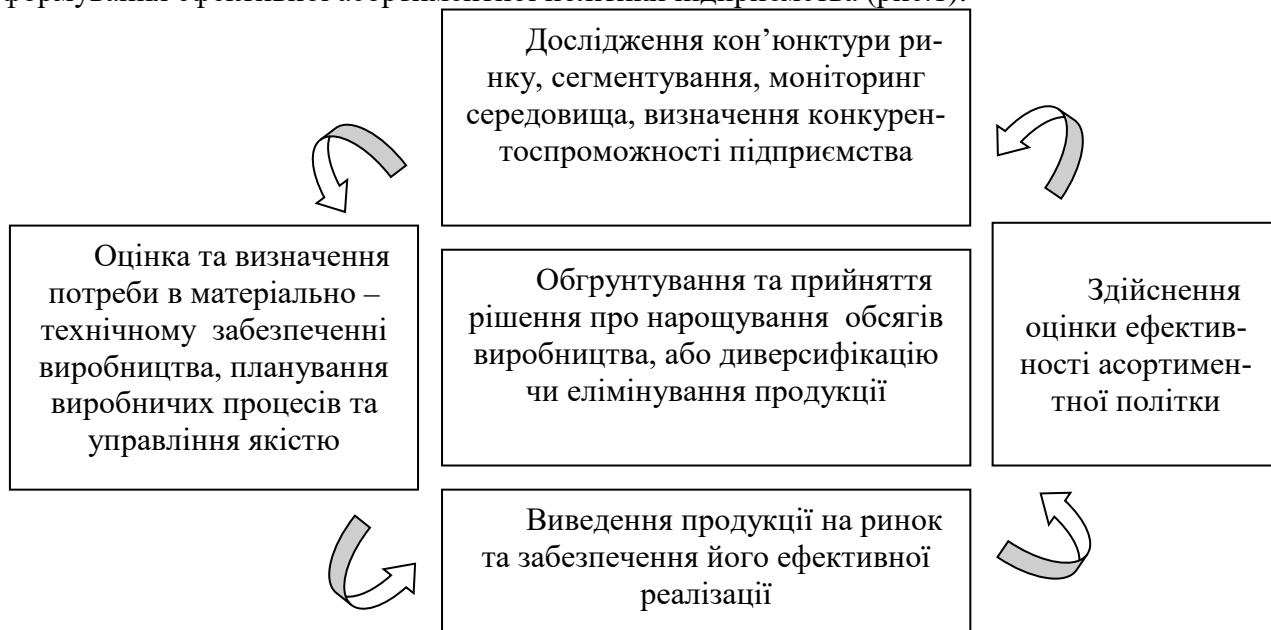 формування ефективної асортиментної політики підприємства (рис.1).
Дослідження кон’юнктури ри-
нку, сегментування, моніторинг
середовища, визначення конкурен-
тоспроможності підприємства
Оцінка та визначення
потреби в матеріально –
технічному забезпеченні
виробництва, планування
виробничих процесів та
управління якістю
Обгрунтування та прийняття
рішення про нарощування обсягів
виробництва, або диверсифікацію
чи елімінування продукції
Здійснення
оцінки ефектив-
ності асортимен-
тної політки
Виведення продукції на ринок
та забезпечення його ефективної
реалізації